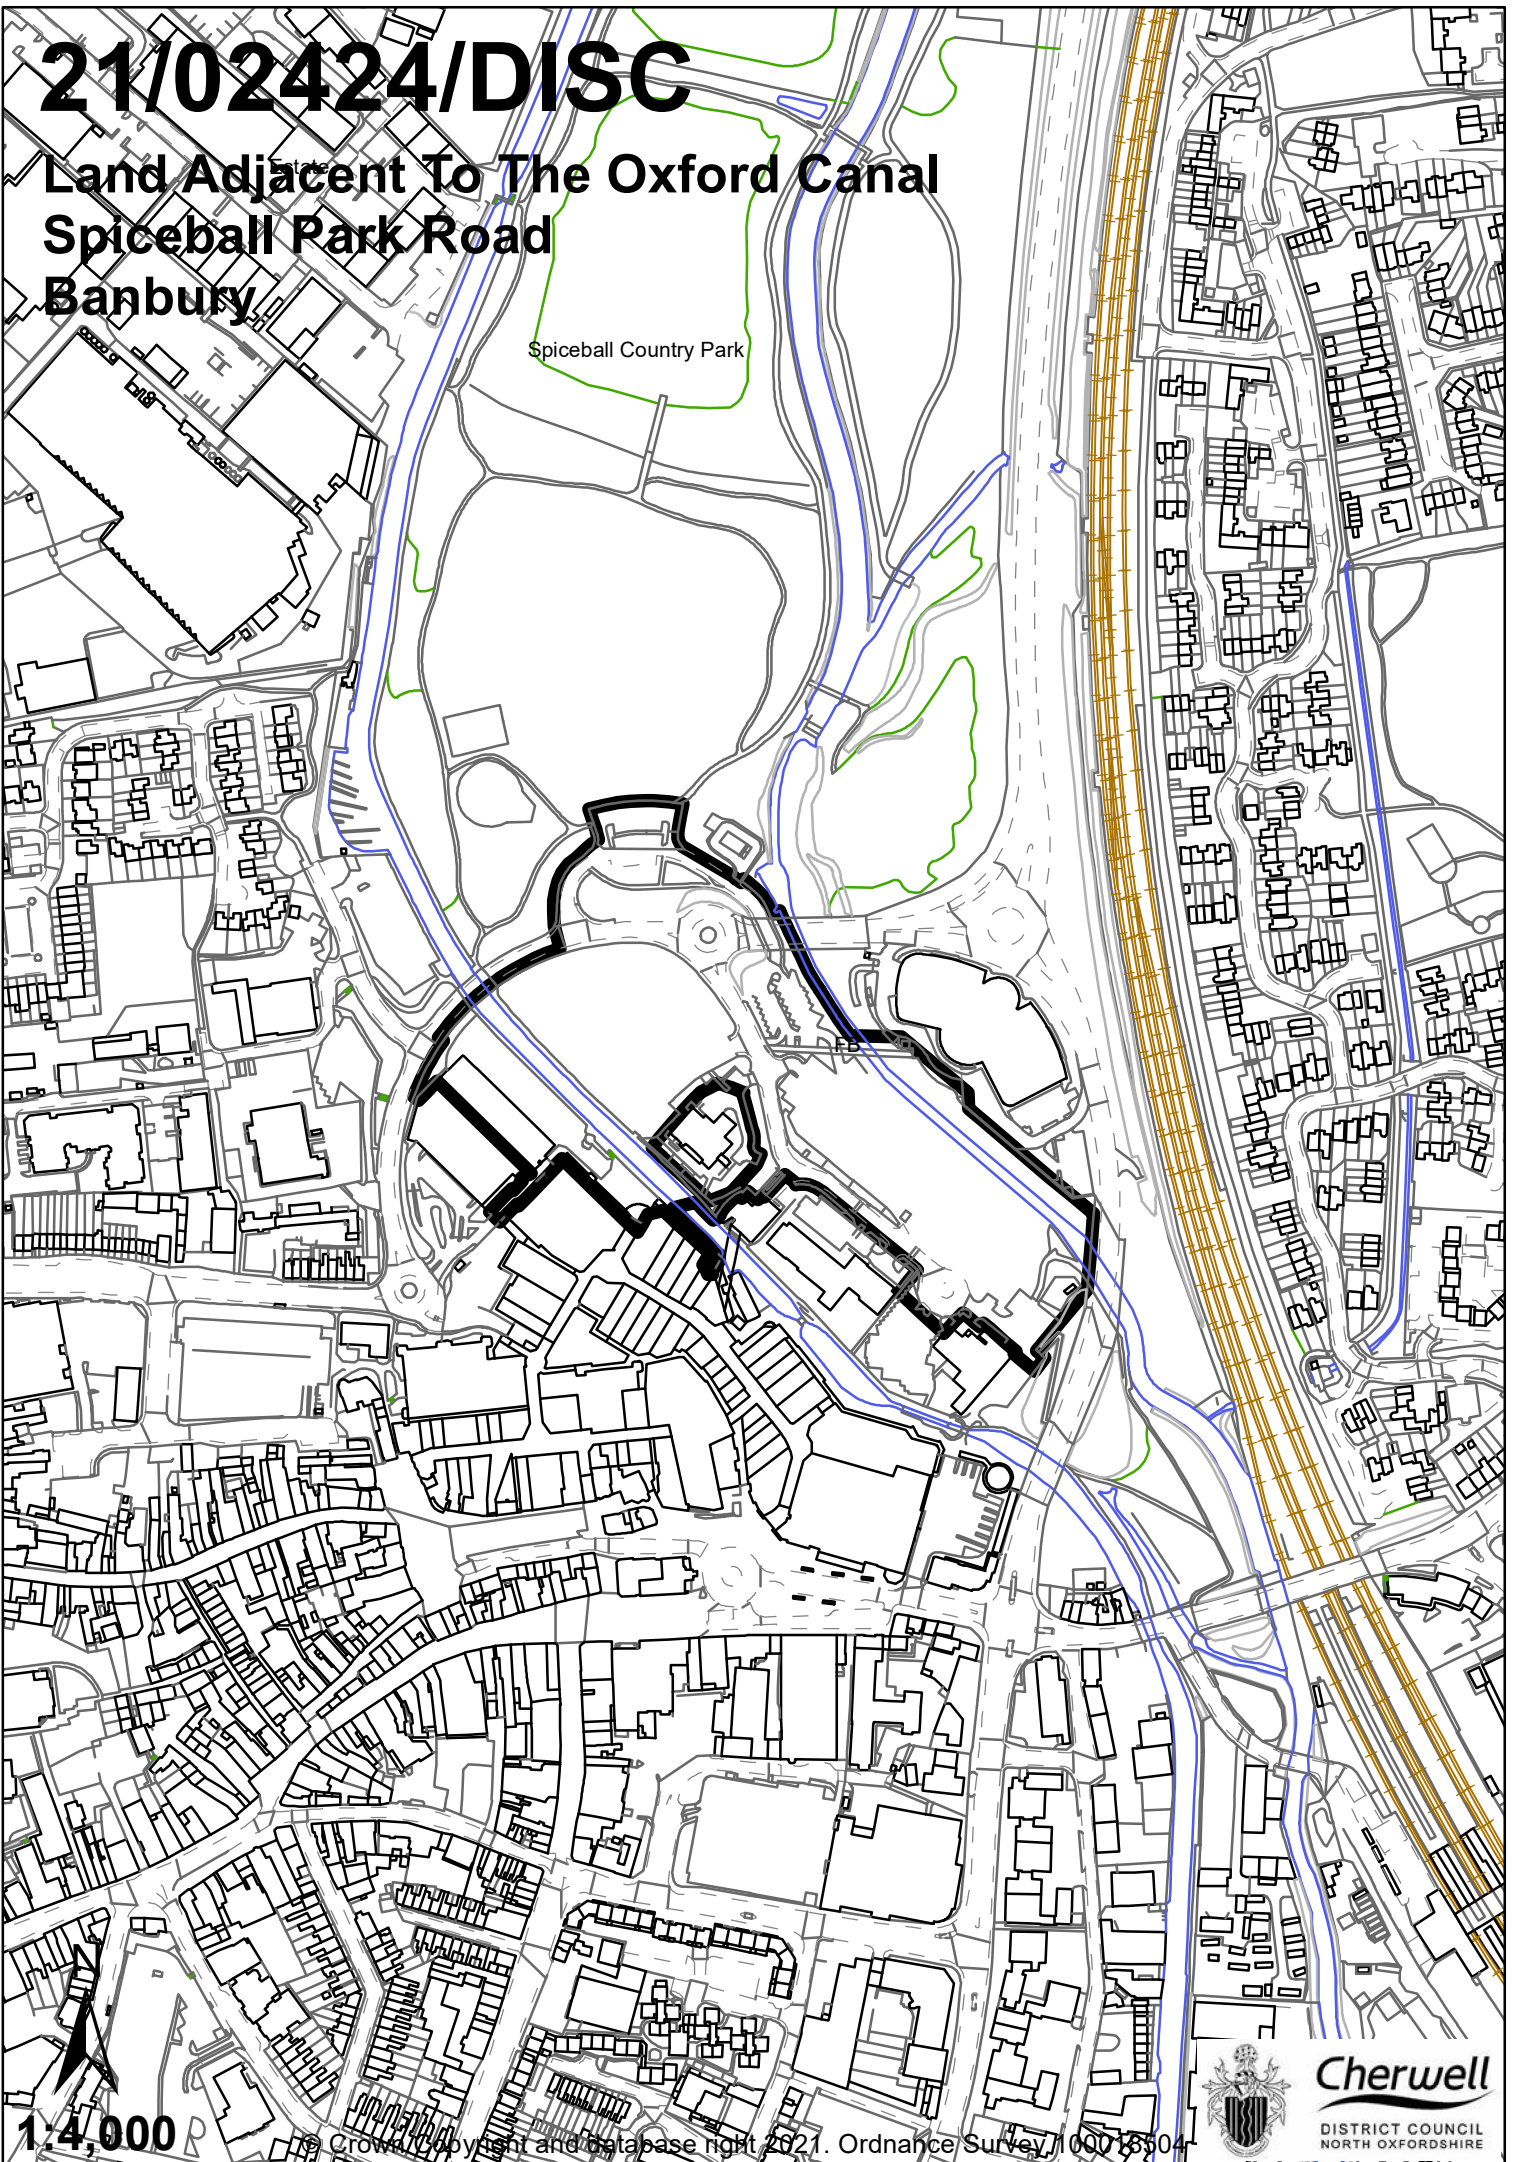 21/02424/DISC
Estate
Land Adjacent To The Oxford Canal
Spiceball Park Road
Banbury
Spiceball Country Park
FB
N
1:4,000
© Crown Copyright and database right 2021. Ordnance Survey 100018504
Cherwell
DISTRICT COUNCIL
NORTH OXFORDSHIRE